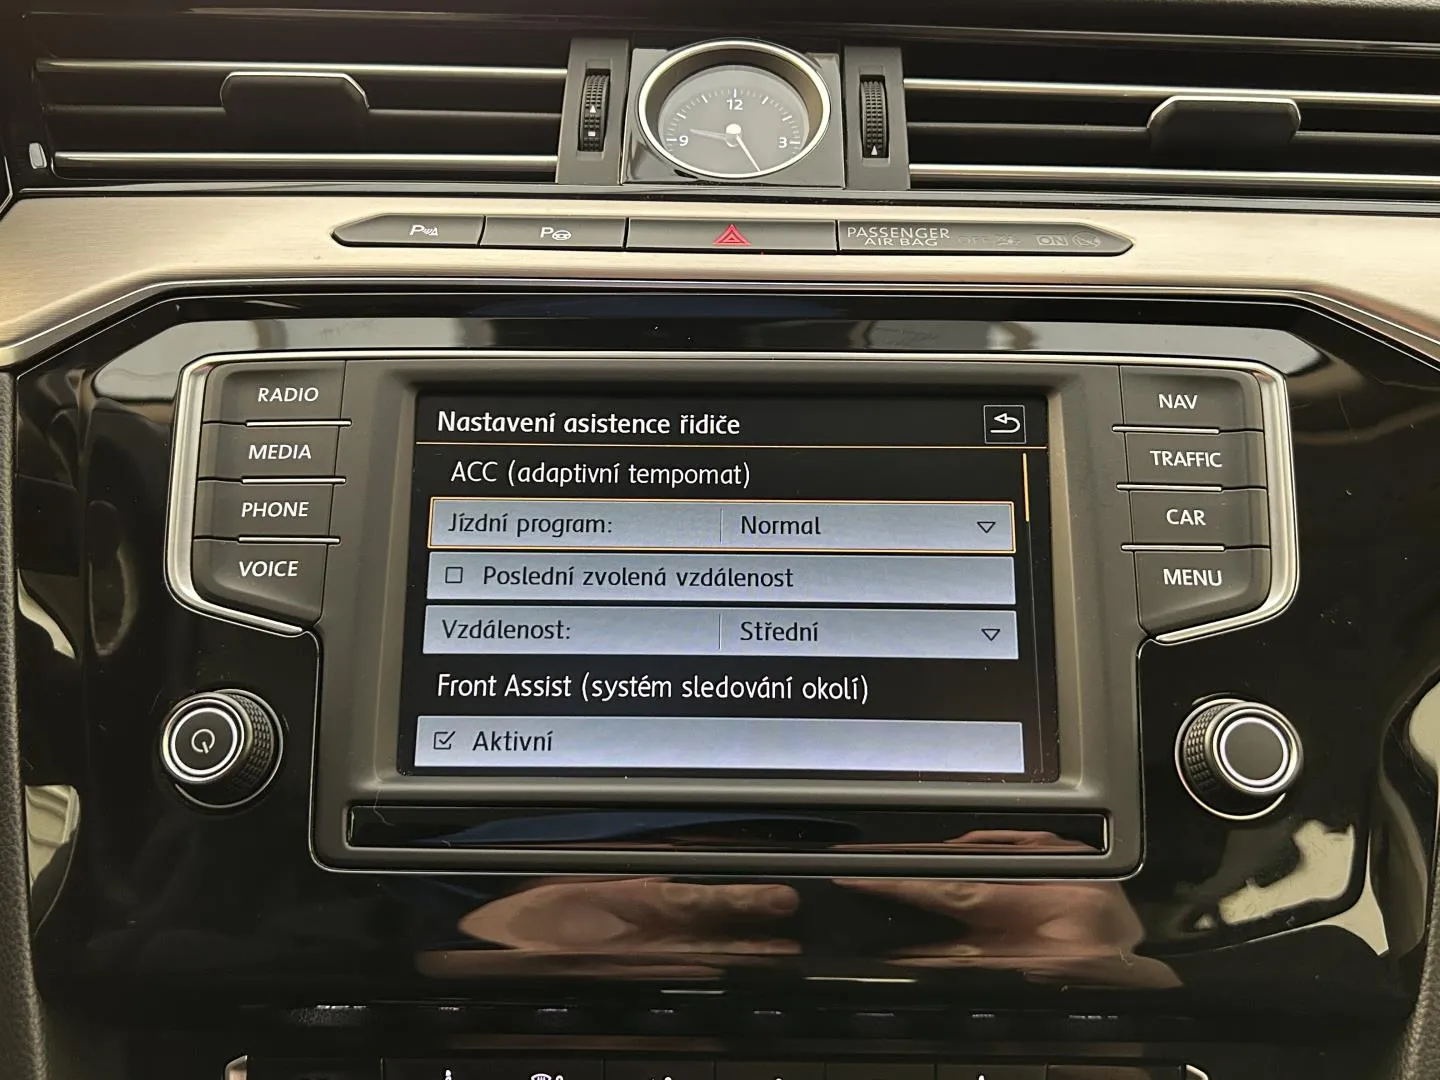 12
9 3
PASSENGER
AIR BAG OFF ON
RADIO
MEDIA
PHONE
VOICE
Nastavení asistence řidiče
ACC (adaptivní tempomat)
Jízdní program: Normal
Poslední zvolená vzdálenost
Vzdálenost: Střední
Front Assist (systém sledování okolí)
Aktivní
NAV
TRAFFIC
CAR
MENU